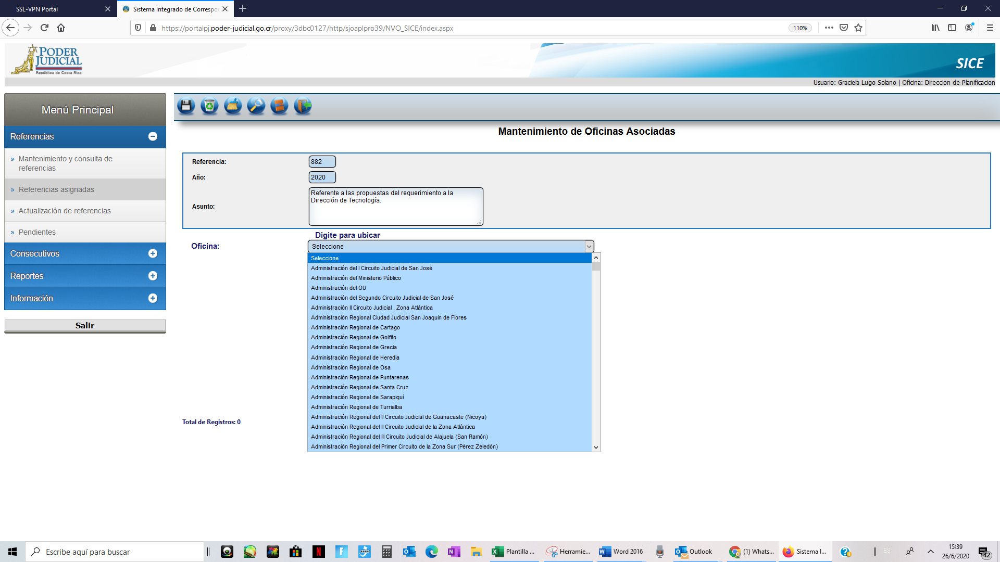 SSL-VPN Portal
Sistema Integrado de Correspo
https://portalpj.poder-judicial.go.cr/proxy/3dbc0127/http/sjoaplpro39/NVO_SICE/index.aspx
110%
PODER
JUDICIAL
República de Costa Rica
SICE
Usuario: Graciela Lugo Solano | Oficina: Direccion de Planificacion
Menú Principal
Referencias
» Mantenimiento y consulta de
referencias
» Referencias asignadas
» Actualización de referencias
» Pendientes
Consecutivos
Reportes
Información
Salir
Mantenimiento de Oficinas Asociadas
Referencia: 882
Año: 2020
Asunto:
Referente a las propuestas del requerimiento a la
Dirección de Tecnología.
Digite para ubicar
Oficina: Seleccione
Seleccione
Administración del I Circuito Judicial de San José
Administración del Ministerio Público
Administración del OIJ
Administración del Segundo Circuito Judicial de San José
Administración II Circuito Judicial , Zona Atlántica
Administración Regional Ciudad Judicial San Joaquín de Flores
Administración Regional de Cartago
Administración Regional de Golfito
Administración Regional de Grecia
Administración Regional de Heredia
Administración Regional de Osa
Administración Regional de Puntarenas
Administración Regional de Santa Cruz
Administración Regional de Sarapiquí
Administración Regional de Turrialba
Administración Regional del II Circuito Judicial de Guanacaste (Nicoya)
Administración Regional del II Circuito Judicial de la Zona Atlántica
Administración Regional del III Circuito Judicial de Alajuela (San Ramón)
Administración Regional del Primer Circuito de la Zona Sur (Pérez Zeledón)
Total de Registros: 0
Escribe aquí para buscar
Plantilla ...
Herramie...
Word 2016
Outlook
(1) Whats...
Sistema I...
ES
15:39
26/6/2020
42